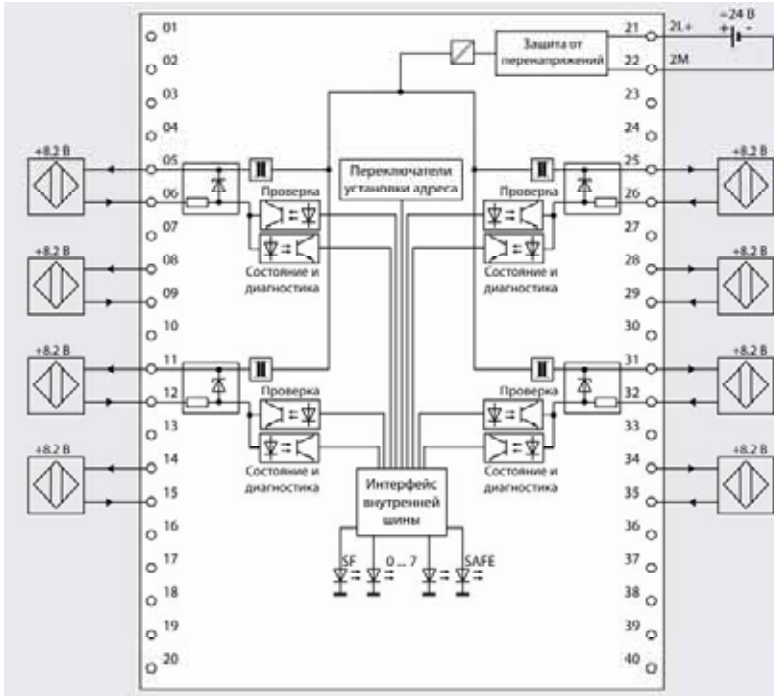 01
02
03
04
05
06
07
08
09
10
11
12
13
14
15
16
17
18
19
20
+8.2 В
+8.2 В
+8.2 В
+8.2 В
Защита от
перенапряжений
Переключатели
установки адреса
Проверка
Состояние и
диагностика
Проверка
Состояние и
диагностика
Проверка
Состояние и
диагностика
Проверка
Состояние и
диагностика
Интерфейс
внутренней
шины
SF
0 ... 7
SAFE
21
22
23
24
25
26
27
28
29
30
31
32
33
34
35
36
37
38
39
40
2L+
2M
=24 В
+ -
+8.2 В
+8.2 В
+8.2 В
+8.2 В